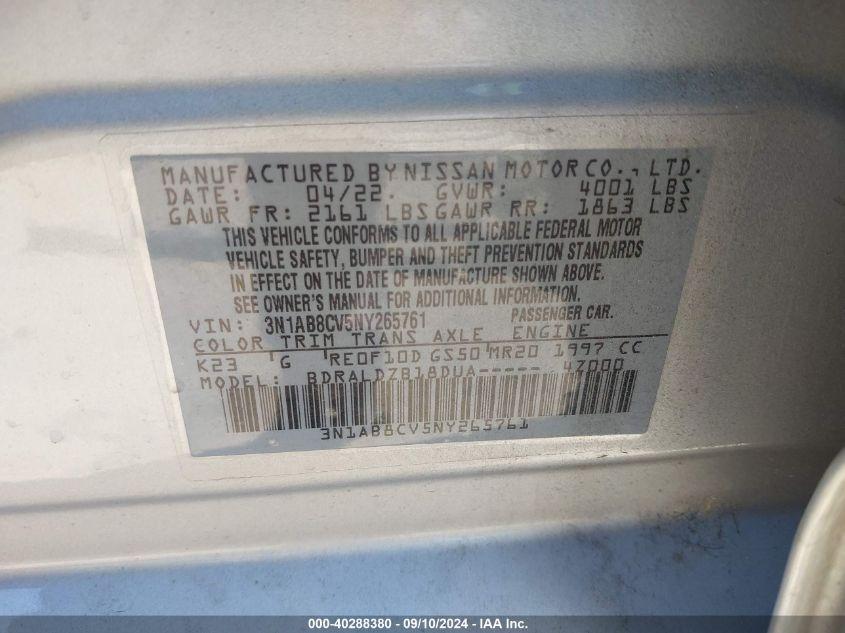 MANUFACTURED BY NISSAN MOTOR CO., LTD.
DATE: 04/22. GVWR: 4001 LBS
GAWR FR: 2161 LBS GAWR RR: 1863 LBS
THIS VEHICLE CONFORMS TO ALL APPLICABLE FEDERAL MOTOR
VEHICLE SAFETY, BUMPER AND THEFT PREVENTION STANDARDS
IN EFFECT ON THE DATE OF MANUFACTURE SHOWN ABOVE.
SEE OWNER'S MANUAL FOR ADDITIONAL INFORMATION.
VIN: 3N1AB8CV5NY265761 PASSENGER CAR.
COLOR TRIM TRANS AXLE ENGINE
K23 G RE0F10D GS50 MR20 1997 CC
MODEL: BDRALDZB18DUA----- 47000
3N1AB8CV5NY265761
000-40288380 - 09/10/2024 - IAAI Inc.